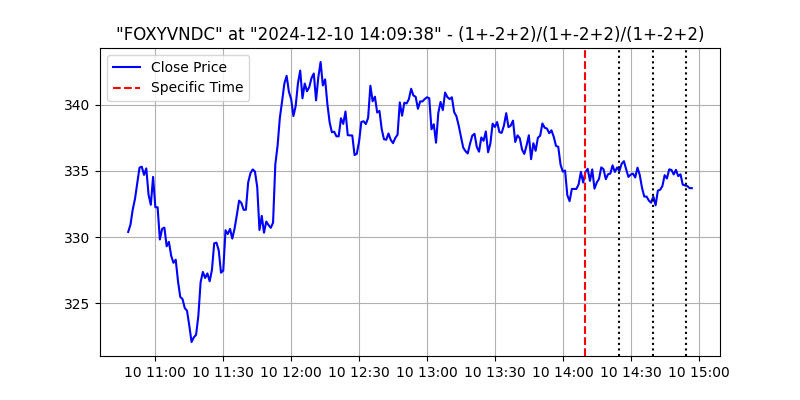 "FOXYVNDC" at "2024-12-10 14:09:38" - (1+-2+2)/(1+-2+2)/(1+-2+2)
Close Price
Specific Time
340
335
330
325
10 11:00 10 11:30 10 12:00 10 12:30 10 13:00 10 13:30 10 14:00 10 14:30 10 15:00